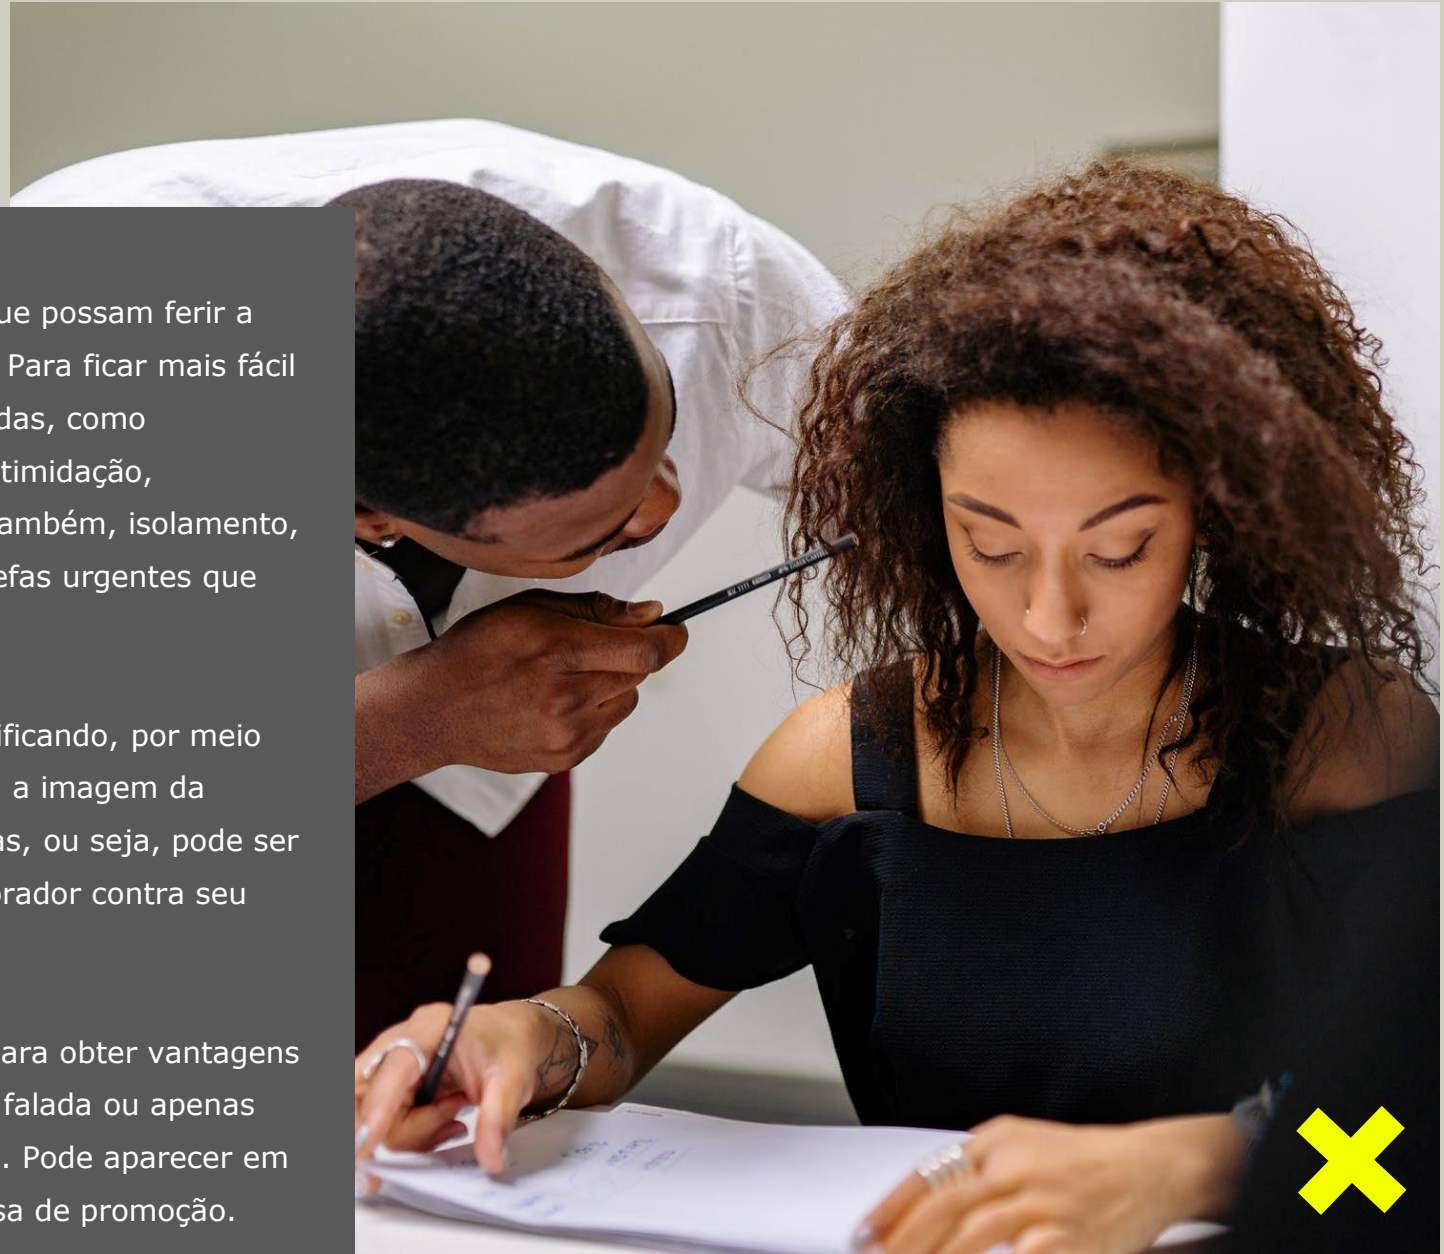 ue possam ferir a
Para ficar mais fácil
das, como
timidação,
ambém, isolamento,
efas urgentes que
ificando, por meio
a imagem da
as, ou seja, pode ser
orador contra seu
ara obter vantagens
falada ou apenas
. Pode aparecer em
sa de promoção.